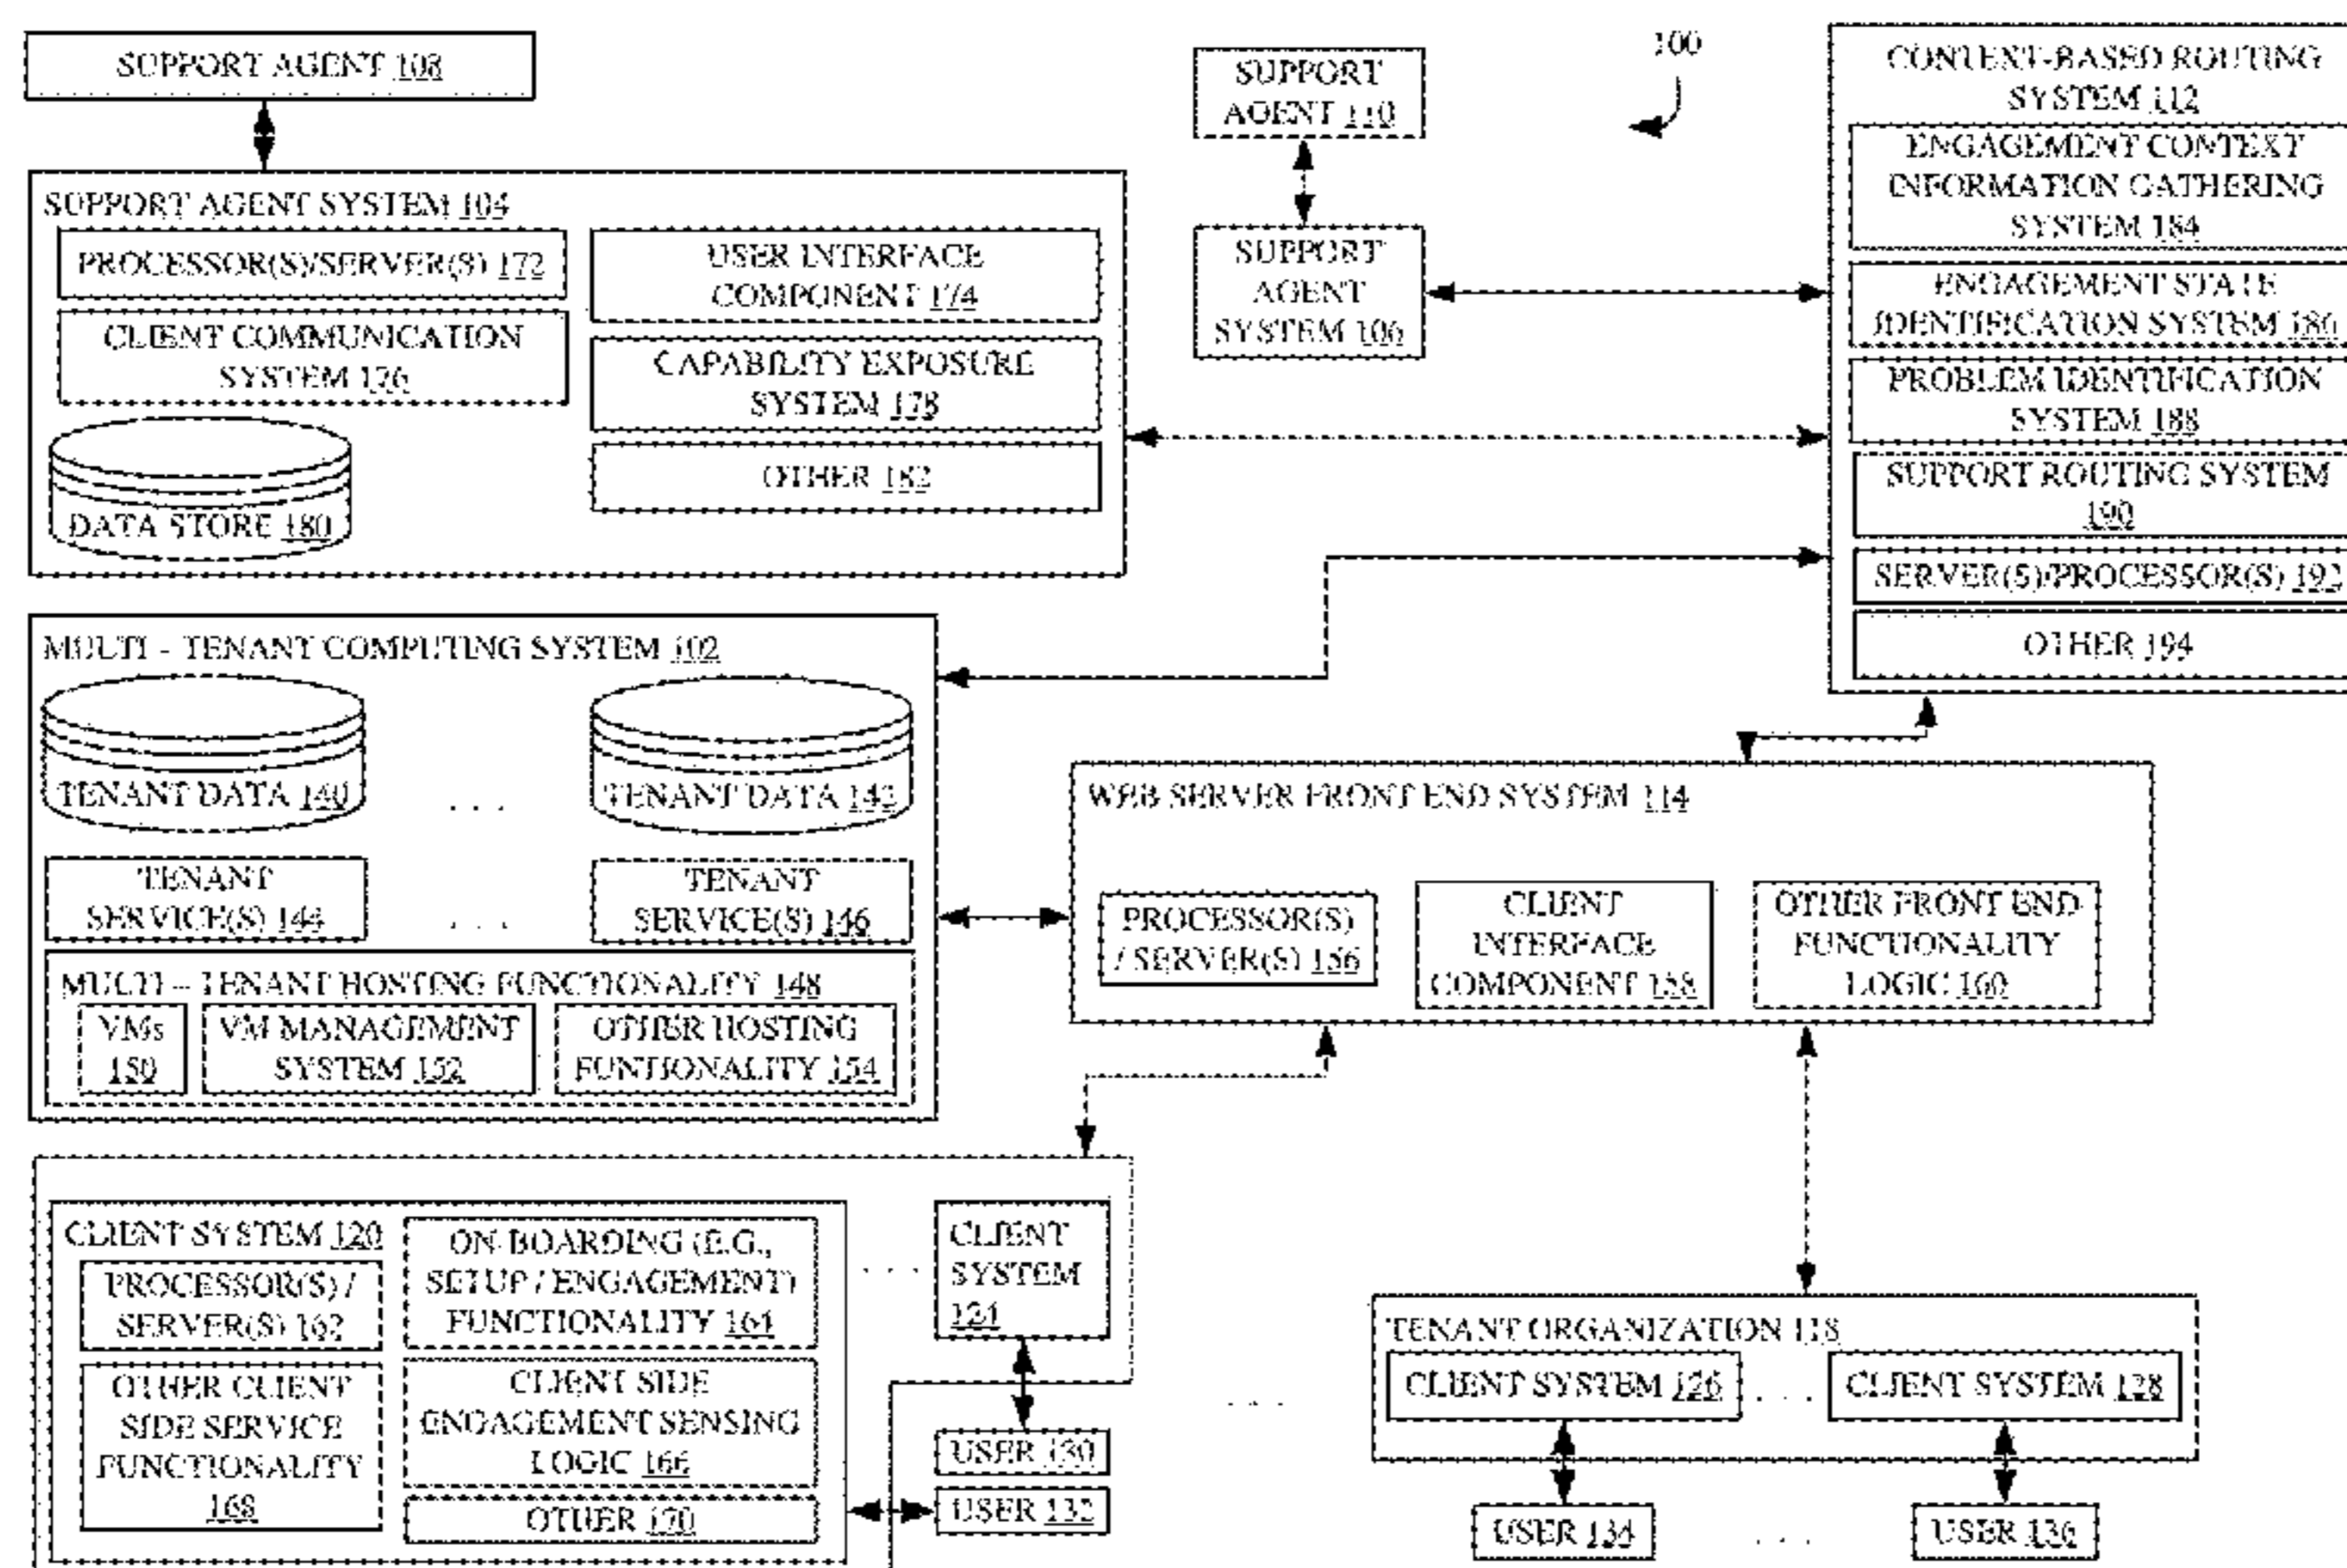 SUPPORT AGENT 108
SUPPORT
AGENT 110
100
SUPPORT AGENT SYSTEM 104
PROCESSOR(S)/SERVER(S) 172
CLIENT COMMUNICATION
SYSTEM 176
DATA STORE 180
USER INTERFACE
COMPONENT 174
CAPABILITY EXPOSURE
SYSTEM 178
OTHER 182
SUPPORT
AGENT
SYSTEM 106
CONTEXT-BASED ROUTING
SYSTEM 112
ENGAGEMENT CONTEXT
INFORMATION GATHERING
SYSTEM 184
ENGAGEMENT STATE
IDENTIFICATION SYSTEM 186
PROBLEM IDENTIFICATION
SYSTEM 188
SUPPORT ROUTING SYSTEM
190
SERVER(S)/PROCESSOR(S) 192
OTHER 194
MULTI - TENANT COMPUTING SYSTEM 102
TENANT DATA 140
. . .
TENANT DATA 142
TENANT
SERVICE(S) 144
. . .
TENANT
SERVICE(S) 146
MULTI – TENANT HOSTING FUNCTIONALITY 148
VMs
150
VM MANAGEMENT
SYSTEM 152
OTHER HOSTING
FUNTIONALITY 154
WEB SERVER FRONT END SYSTEM 114
PROCESSOR(S)
/ SERVER(S) 156
CLIENT
INTERFACE
COMPONENT 158
OTHER FRONT END
FUNCTIONALITY
LOGIC 160
CLIENT SYSTEM 120
PROCESSOR(S) /
SERVER(S) 162
OTHER CLIENT
SIDE SERVICE
FUNCTIONALITY
168
ON-BOARDING (E.G.,
SETUP / ENGAGEMENT)
FUNCTIONALITY 164
CLIENT SIDE
ENGAGEMENT SENSING
LOGIC 166
OTHER 170
. . .
CLIENT
SYSTEM
124
USER 130
USER 132
. . .
TENANT ORGANIZATION 118
CLIENT SYSTEM 126
. . .
CLIENT SYSTEM 128
USER 134
. . .
USER 136